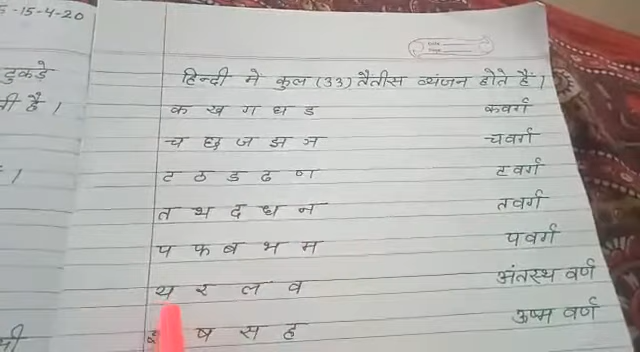 5-15-4-20
टुकड़े
हिन्दी में कुल (33) तैतीस व्यंजन होते हैं।
क ख ग घ ड कवर्ग
च छ ज झ ञ चवर्ग
ट ठ ड ढ ण टवर्ग
त थ द ध न तवर्ग
प फ ब भ म पवर्ग
य र ल व अंतस्थ वर्ण
ष स ह ऊष्म वर्ण